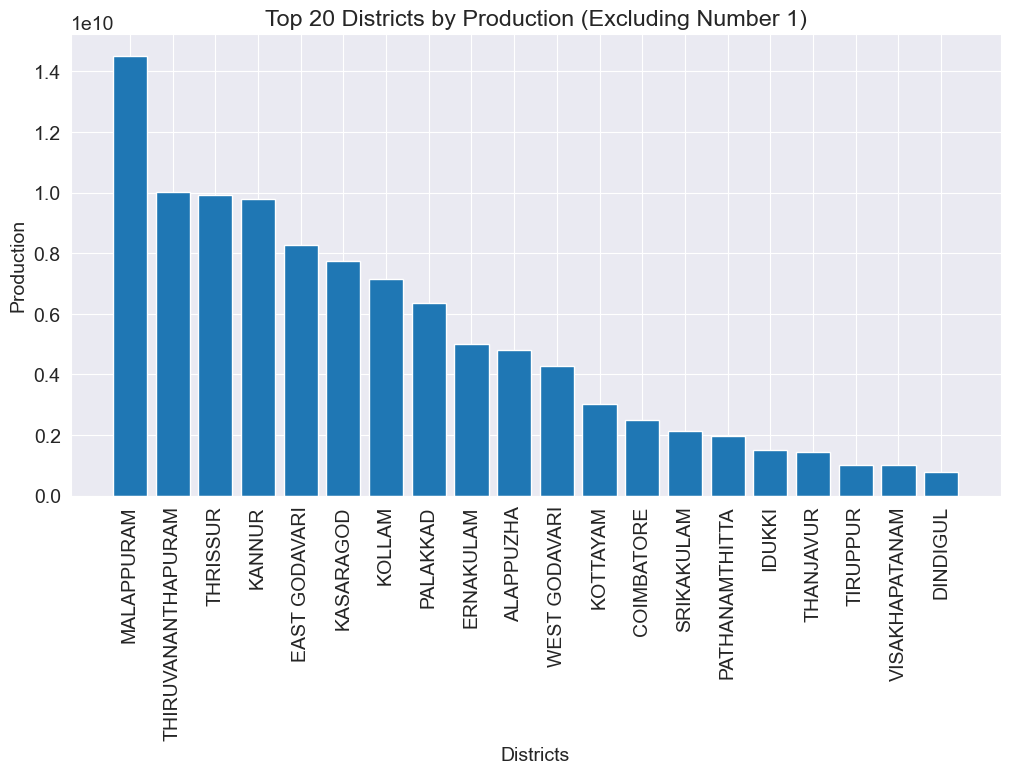 Top 20 Districts by Production (Excluding Number 1)
1e10
1.4
1.2
1.0
0.8
0.6
0.4
0.2
0.0
Production
MALAPPURAM
THIRUVANANTHAPURAM
THRISSUR
KANNUR
EAST GODAVARI
KASARAGOD
KOLLAM
PALAKKAD
ERNAKULAM
ALAPPUZHA
WEST GODAVARI
KOTTAYAM
COIMBATORE
SRIKAKULAM
PATHANAMTHITTA
IDUKKI
THANJAVUR
TIRUPPUR
VISAKHAPATANAM
DINDIGUL
Districts